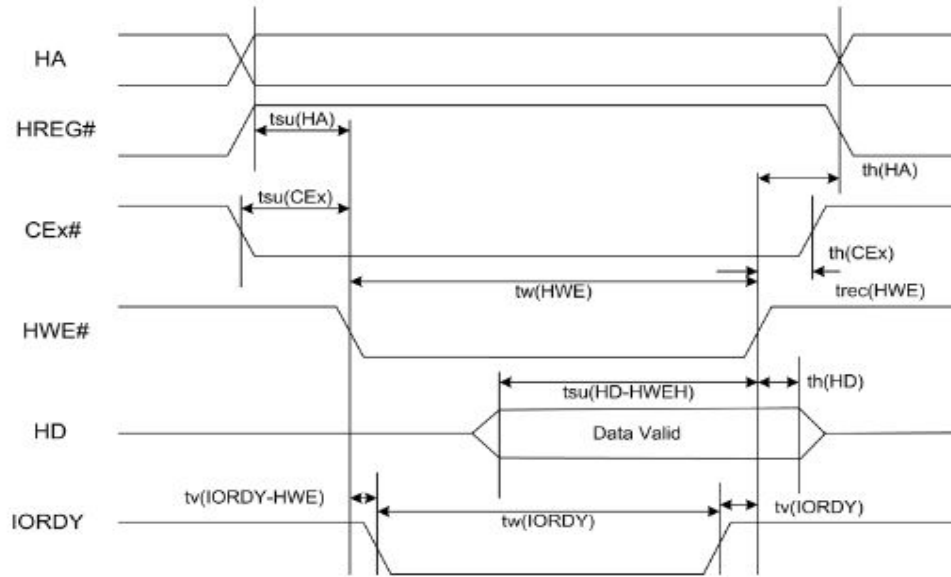 HA
tsu(HA)
HREG#
th(HA)
tsu(CEx)
CEx#
th(CEx)
tw(HWE)
trec(HWE)
HWE#
tsu(HD-HWEH)
th(HD)
HD
Data Valid
tv(IORDY-HWE)
IORDY
tw(IORDY)
tv(IORDY)